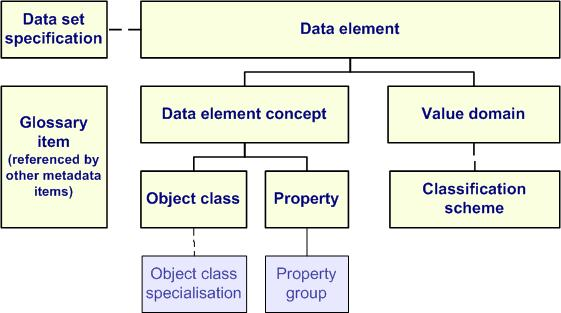 Data set
specification
Data element
Glossary
item
(referenced by
other metadata
items)
Data element concept
Value domain
Object class
Property
Classification
scheme
Object class
specialisation
Property
group